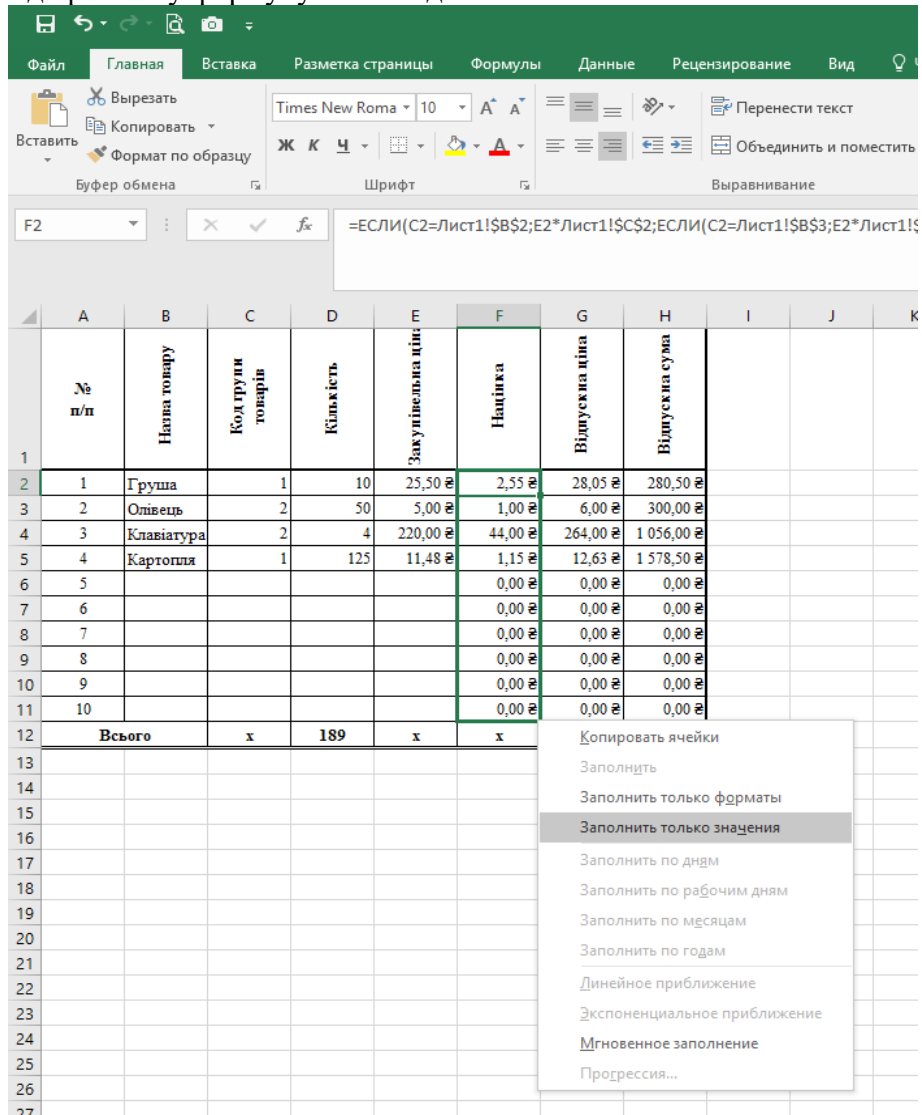 Файл Главная Вставка Разметка страницы Формулы Данные Рецензирование Вид
Вставить
Вырезать
Копировать
Формат по образцу
Буфер обмена
Times New Roma 10
Ж К Ч
Шрифт
Перенести текст
Объединить и поместить
Выравнивание
F2 fx =ЕСЛИ(C2=Лист1!$B$2;E2*Лист1!$C$2;ЕСЛИ(C2=Лист1!$B$3;E2*Лист1!$
A B C D E F G H I J K
1 № п/п Назва товару Код групи товарів Кількість Закупівельна ціна Націнка Відпускна ціна Відпускна сума
2 1 Груша 1 10 25,50 ₴ 2,55 ₴ 28,05 ₴ 280,50 ₴
3 2 Олівець 2 50 5,00 ₴ 1,00 ₴ 6,00 ₴ 300,00 ₴
4 3 Клавіатура 2 4 220,00 ₴ 44,00 ₴ 264,00 ₴ 1 056,00 ₴
5 4 Картопля 1 125 11,48 ₴ 1,15 ₴ 12,63 ₴ 1 578,50 ₴
6 5 0,00 ₴ 0,00 ₴ 0,00 ₴
7 6 0,00 ₴ 0,00 ₴ 0,00 ₴
8 7 0,00 ₴ 0,00 ₴ 0,00 ₴
9 8 0,00 ₴ 0,00 ₴ 0,00 ₴
10 9 0,00 ₴ 0,00 ₴ 0,00 ₴
11 10 0,00 ₴ 0,00 ₴ 0,00 ₴
12 Всього x 189 x x
13
14
15
16
17
18
19
20
21
22
23
24
25
26
27
Копировать ячейки
Заполнить
Заполнить только форматы
Заполнить только значения
Заполнить по дням
Заполнить по рабочим дням
Заполнить по месяцам
Заполнить по годам
Линейное приближение
Экспоненциальное приближение
Мгновенное заполнение
Прогрессия...